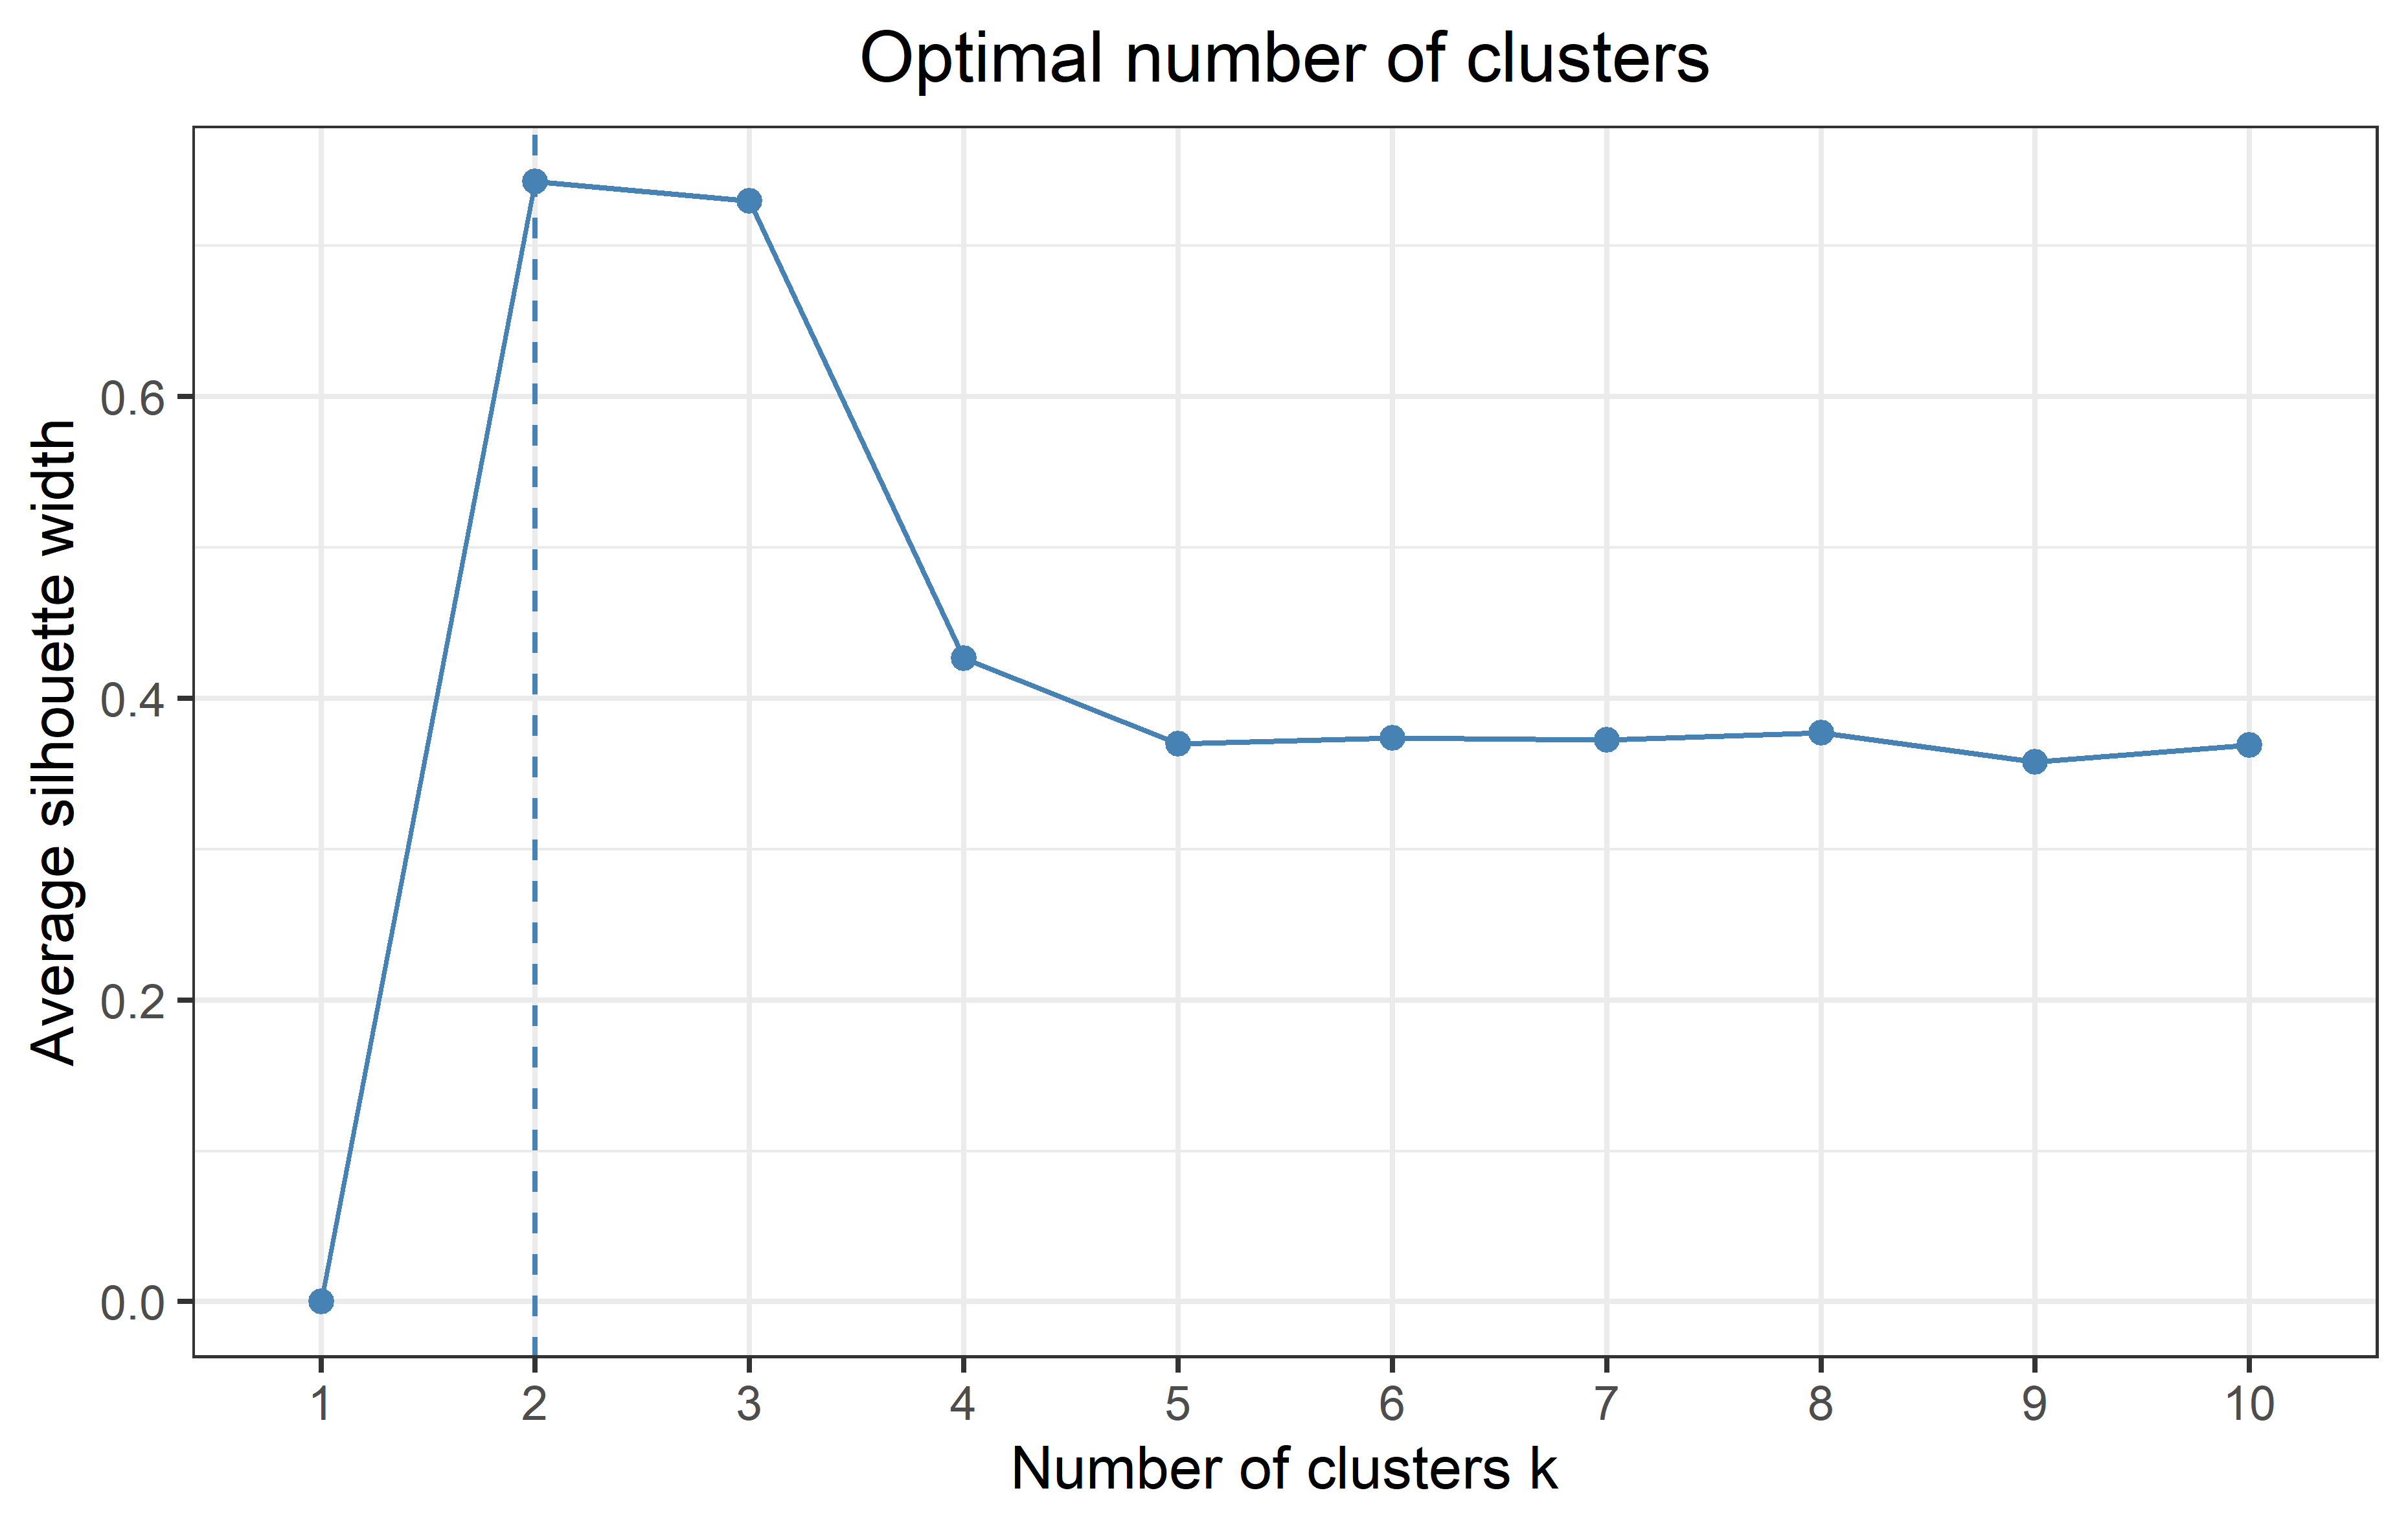 Optimal number of clusters
Average silhouette width
0.6
0.4
0.2
0.0
1 2 3 4 5 6 7 8 9 10
Number of clusters k